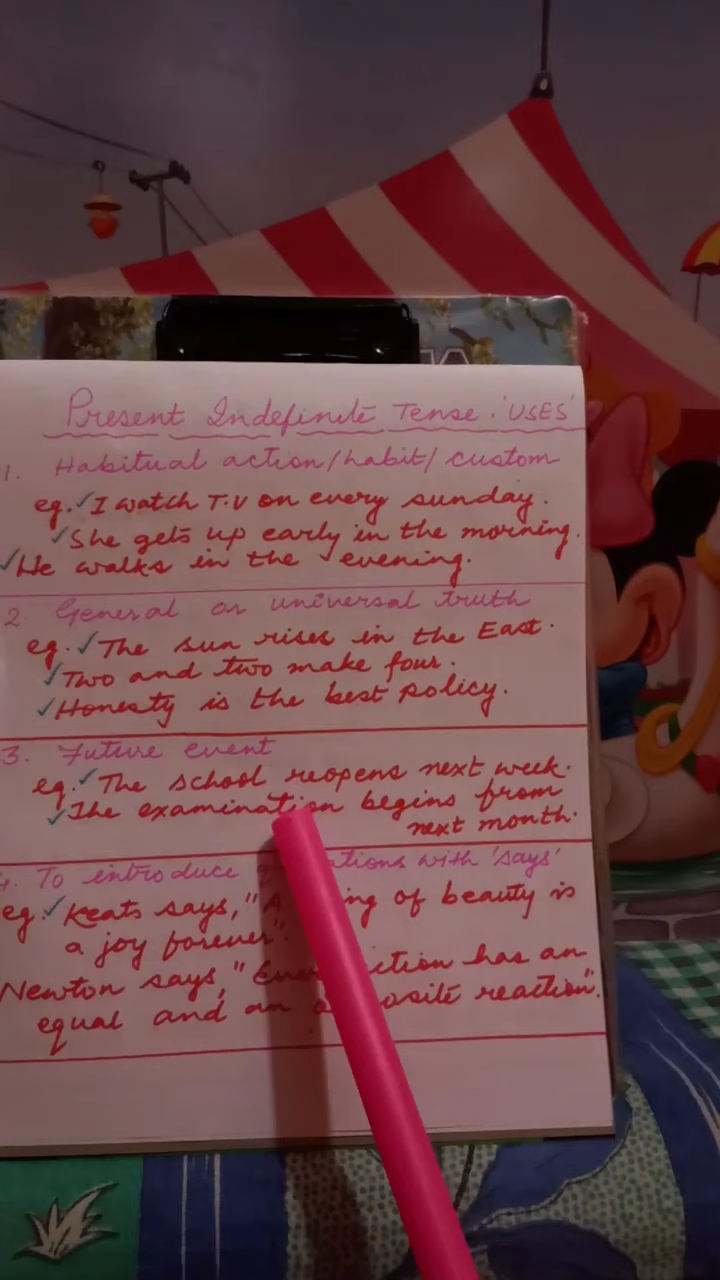 Present Indefinite Tense. 'USES'
1. Habitual action/habit/custom
eg. ✓I watch T.V on every sunday.
✓She gets up early in the morning.
✓He walks in the evening.
2. General or universal truth
eg. ✓The sun rises in the East.
✓Two and two make four.
✓Honesty is the best policy.
3. Future event
eg. ✓The school reopens next week.
✓The examination begins from
next month.
4. To introduce with 'says'
eg. ✓Keats says, "A of beauty is
a joy forever".
Newton says, "Every has an
equal and an reaction".